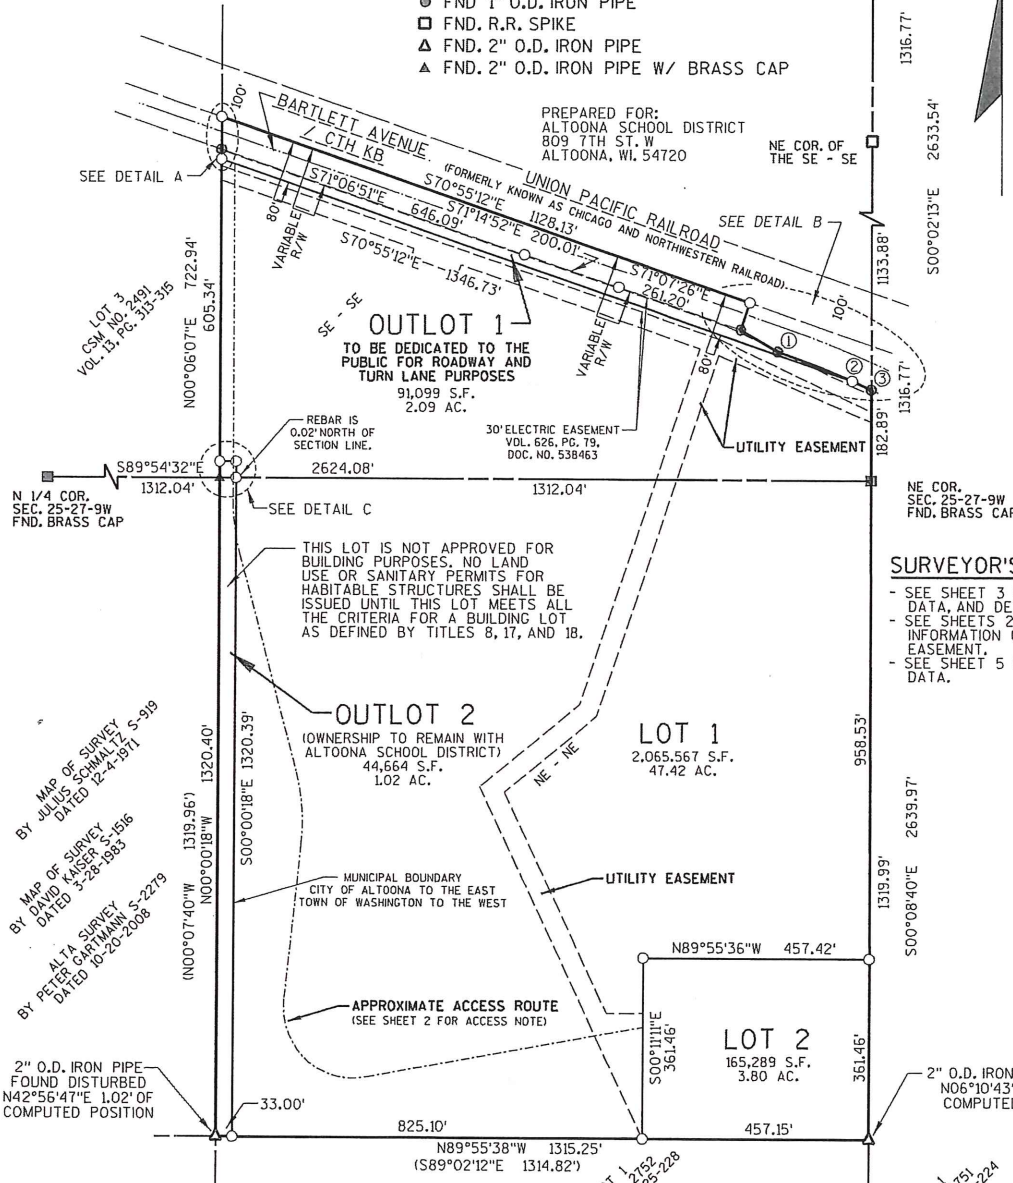 FND 1" O.D. IRON PIPE
FND. R.R. SPIKE
FND. 2" O.D. IRON PIPE
FND. 2" O.D. IRON PIPE W/ BRASS CAP
PREPARED FOR:
ALTOONA SCHOOL DISTRICT
809 7TH ST. W
ALTOONA, WI. 54720
NE COR. OF
THE SE - SE
1316.77'
2633.54'
S00°02'13"E
1133.88'
1316.77'
182.89'
100'
BARTLETT AVENUE
CTH KB
UNION PACIFIC RAILROAD
(FORMERLY KNOWN AS CHICAGO AND NORTHWESTERN RAILROAD)
SEE DETAIL A
SEE DETAIL B
100'
S70°55'12"E 1128.13'
S71°06'51"E
646.09'
S71°14'52"E 200.01'
S71°07'26"E
261.20'
80'
VARIABLE
R/W
S70°55'12"E 1346.73'
SE - SE
VARIABLE
R/W
80'
1
2
3
LOT 3
CSM NO. 2491
VOL. 13, PG. 313-315
N00°06'07"E 722.94'
605.34'
OUTLOT 1
TO BE DEDICATED TO THE
PUBLIC FOR ROADWAY AND
TURN LANE PURPOSES
91,099 S.F.
2.09 AC.
30' ELECTRIC EASEMENT
VOL. 626, PG. 79,
DOC. NO. 538463
UTILITY EASEMENT
REBAR IS
0.02' NORTH OF
SECTION LINE.
S89°54'32"E
2624.08'
1312.04'
1312.04'
N 1/4 COR.
SEC. 25-27-9W
FND. BRASS CAP
SEE DETAIL C
NE COR.
SEC. 25-27-9W
FND. BRASS CAP
THIS LOT IS NOT APPROVED FOR
BUILDING PURPOSES. NO LAND
USE OR SANITARY PERMITS FOR
HABITABLE STRUCTURES SHALL BE
ISSUED UNTIL THIS LOT MEETS ALL
THE CRITERIA FOR A BUILDING LOT
AS DEFINED BY TITLES 8, 17, AND 18.
SURVEYOR'S
- SEE SHEET 3
DATA, AND DE
- SEE SHEETS 2
INFORMATION
EASEMENT.
- SEE SHEET 5
DATA.
OUTLOT 2
(OWNERSHIP TO REMAIN WITH
ALTOONA SCHOOL DISTRICT)
44,664 S.F.
1.02 AC.
LOT 1
2,065,567 S.F.
47.42 AC.
NE - NE
958.53'
2639.97'
1319.99'
S00°08'40"E
MAP OF SURVEY
BY JULIUS SCHMALTZ S-919
DATED 12-4-1971
MAP OF SURVEY
BY DAVID KAISER S-1516
DATED 3-28-1983
ALTA SURVEY
BY PETER GARTMANN S-2279
DATED 10-20-2008
(N00°07'40"W 1319.96')
N00°00'18"W 1320.40'
S00°00'18"E 1320.39'
MUNICIPAL BOUNDARY
CITY OF ALTOONA TO THE EAST
TOWN OF WASHINGTON TO THE WEST
UTILITY EASEMENT
N89°55'36"W 457.42'
APPROXIMATE ACCESS ROUTE
(SEE SHEET 2 FOR ACCESS NOTE)
S00°11'11"E
361.46'
LOT 2
165,289 S.F.
3.80 AC.
361.46'
2" O.D. IRON PIPE
FOUND DISTURBED
N42°56'47"E 1.02' OF
COMPUTED POSITION
2" O.D. IRON
N06°10'43"
COMPUTED
33.00'
825.10'
457.15'
N89°55'38"W 1315.25'
(S89°02'12"E 1314.82')
T 1
2752
25-228
751
-224